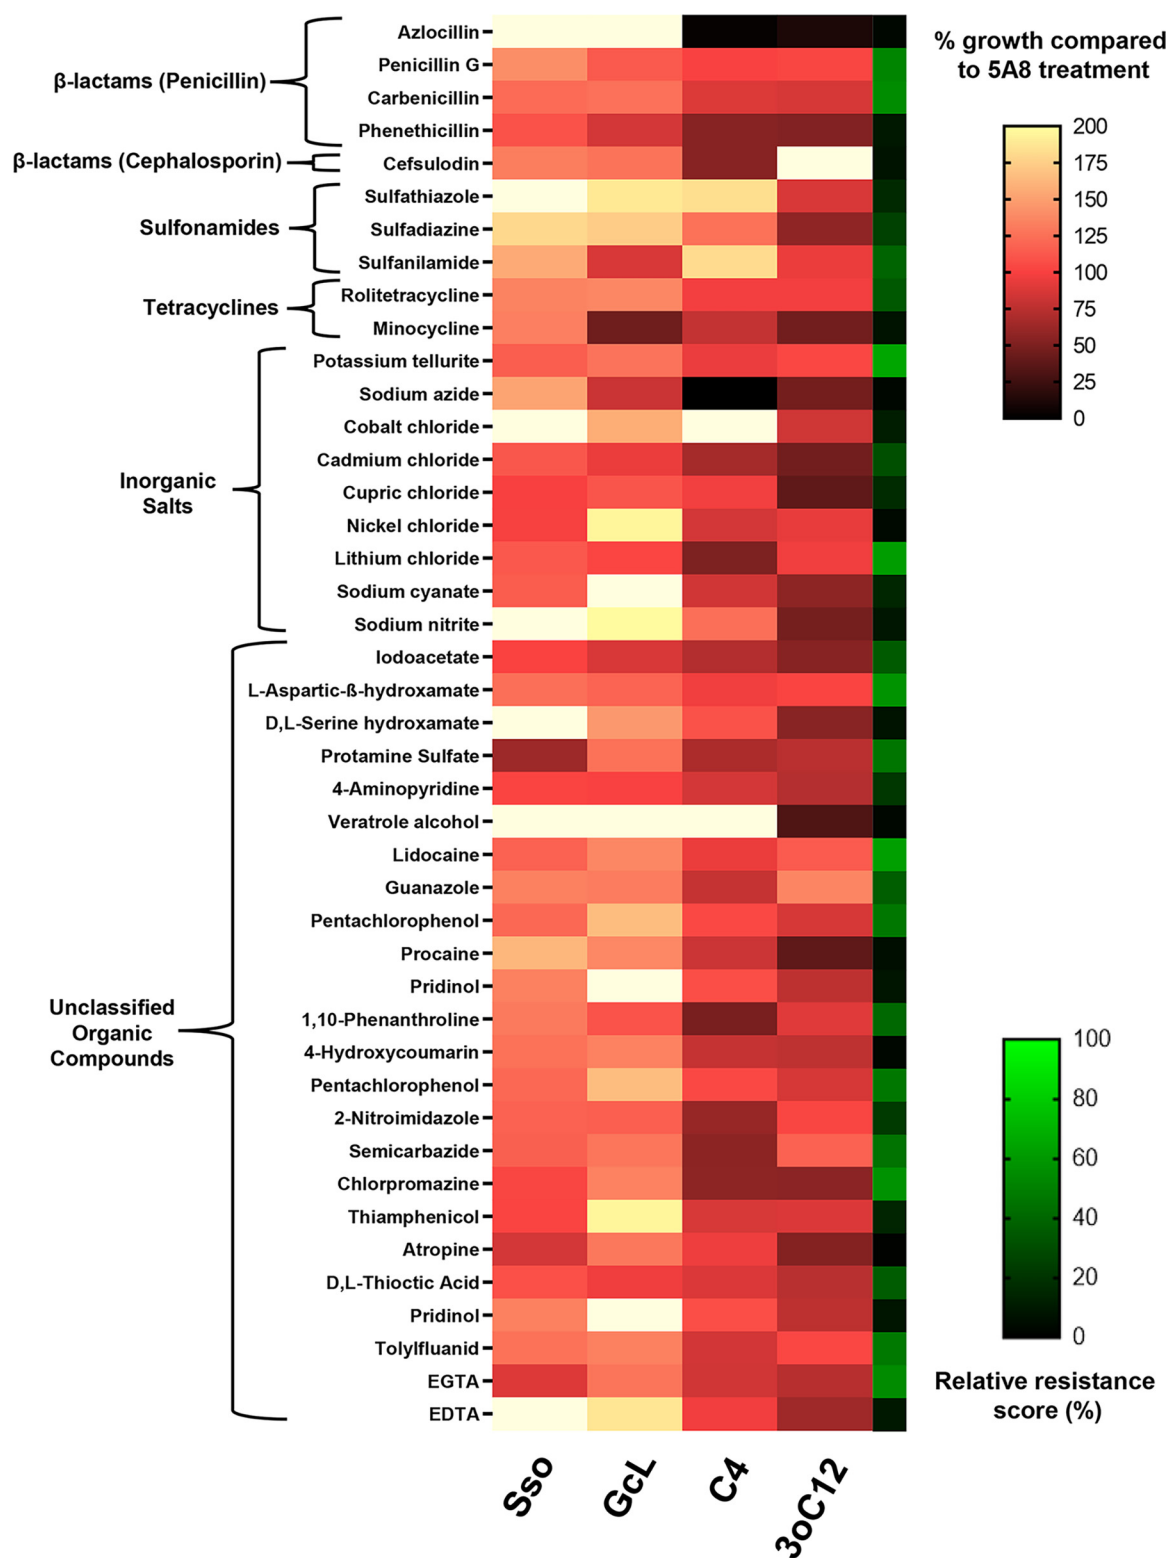 β-lactams (Penicillin)
β-lactams (Cephalosporin)
Sulfonamides
Tetracyclines
Inorganic
Salts
Unclassified
Organic
Compounds
Azlocillin
Penicillin G
Carbenicillin
Phenethicillin
Cefsulodin
Sulfathiazole
Sulfadiazine
Sulfanilamide
Rolitetracycline
Minocycline
Potassium tellurite
Sodium azide
Cobalt chloride
Cadmium chloride
Cupric chloride
Nickel chloride
Lithium chloride
Sodium cyanate
Sodium nitrite
Iodoacetate
L-Aspartic-ß-hydroxamate
D,L-Serine hydroxamate
Protamine Sulfate
4-Aminopyridine
Veratrole alcohol
Lidocaine
Guanazole
Pentachlorophenol
Procaine
Pridinol
1,10-Phenanthroline
4-Hydroxycoumarin
Pentachlorophenol
2-Nitroimidazole
Semicarbazide
Chlorpromazine
Thiamphenicol
Atropine
D,L-Thioctic Acid
Pridinol
Tolylfluanid
EGTA
EDTA
Sso
GcL
C4
3oC12
% growth compared
to 5A8 treatment
200
175
150
125
100
75
50
25
0
100
80
60
40
20
0
Relative resistance
score (%)